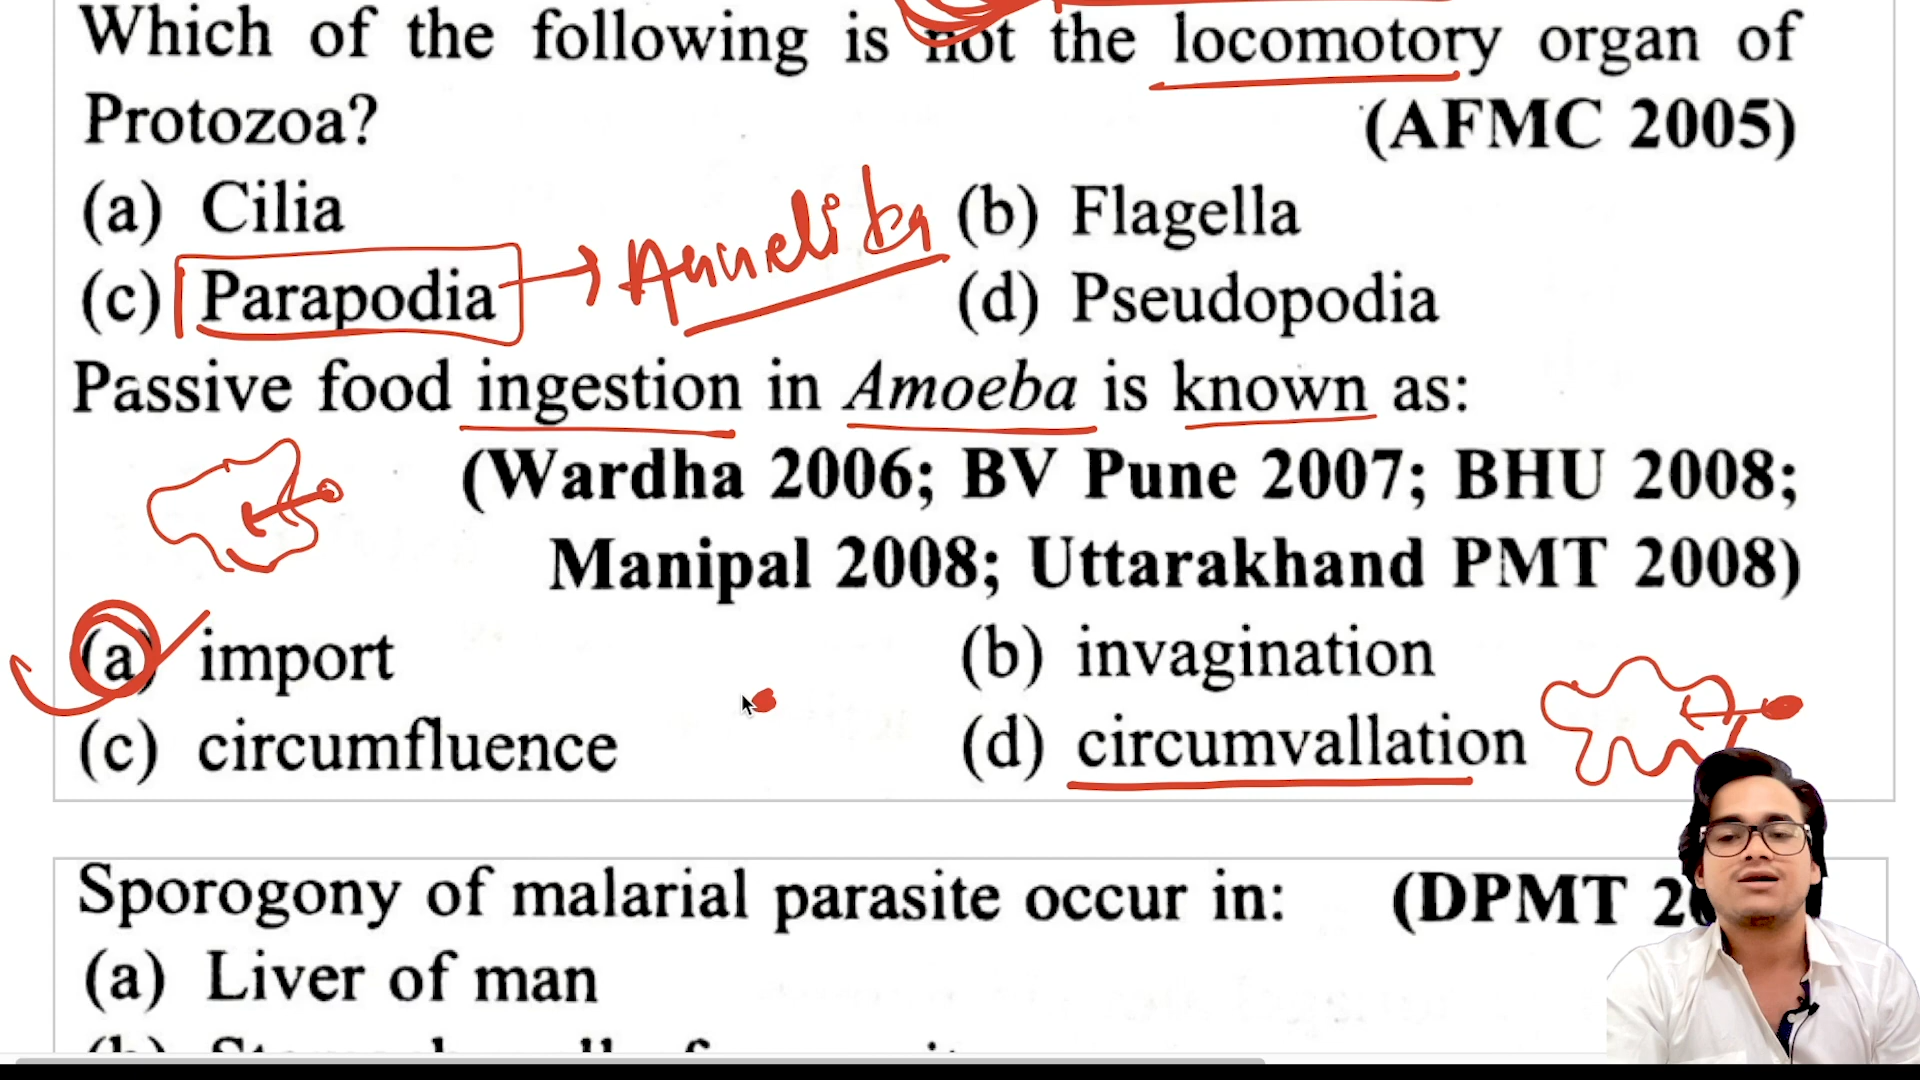 Which of the following is not the locomotory organ of
Protozoa? (AFMC 2005)
(a) Cilia (b) Flagella
(c) Parapodia → Annelida (d) Pseudopodia
Passive food ingestion in Amoeba is known as:
(Wardha 2006; BV Pune 2007; BHU 2008;
Manipal 2008; Uttarakhand PMT 2008)
(a) import (b) invagination
(c) circumfluence (d) circumvallation
Sporogony of malarial parasite occur in: (DPMT
(a) Liver of man